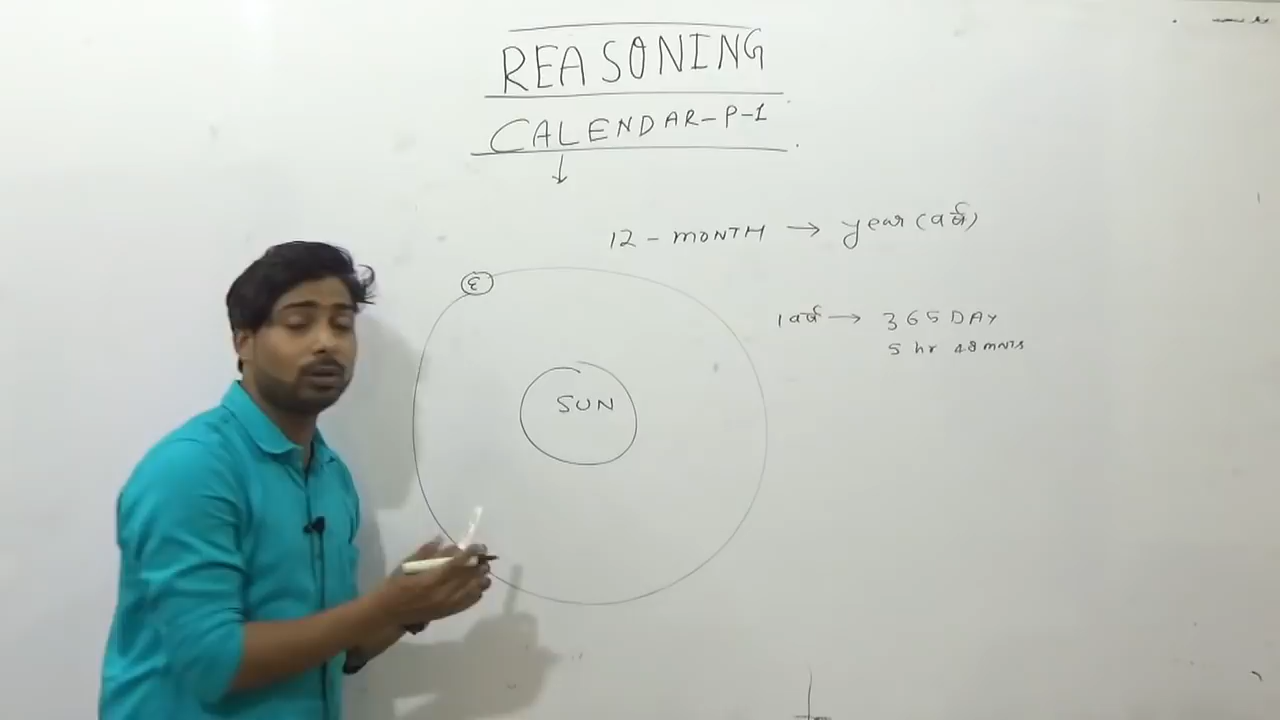 REASONING
CALENDAR-P-1
12 - MONTH → year (वर्ष)
E
1 वर्ष → 365 DAY
5 hr 48 mnts
SUN